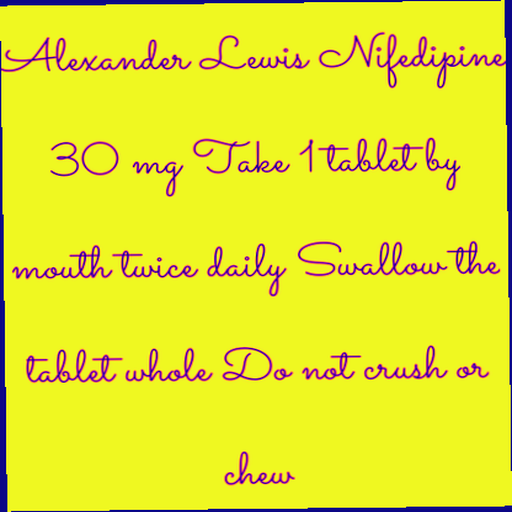 Alexander Lewis Nifedipine
30 mg Take 1 tablet by
mouth twice daily Swallow the
tablet whole Do not crush or
chew